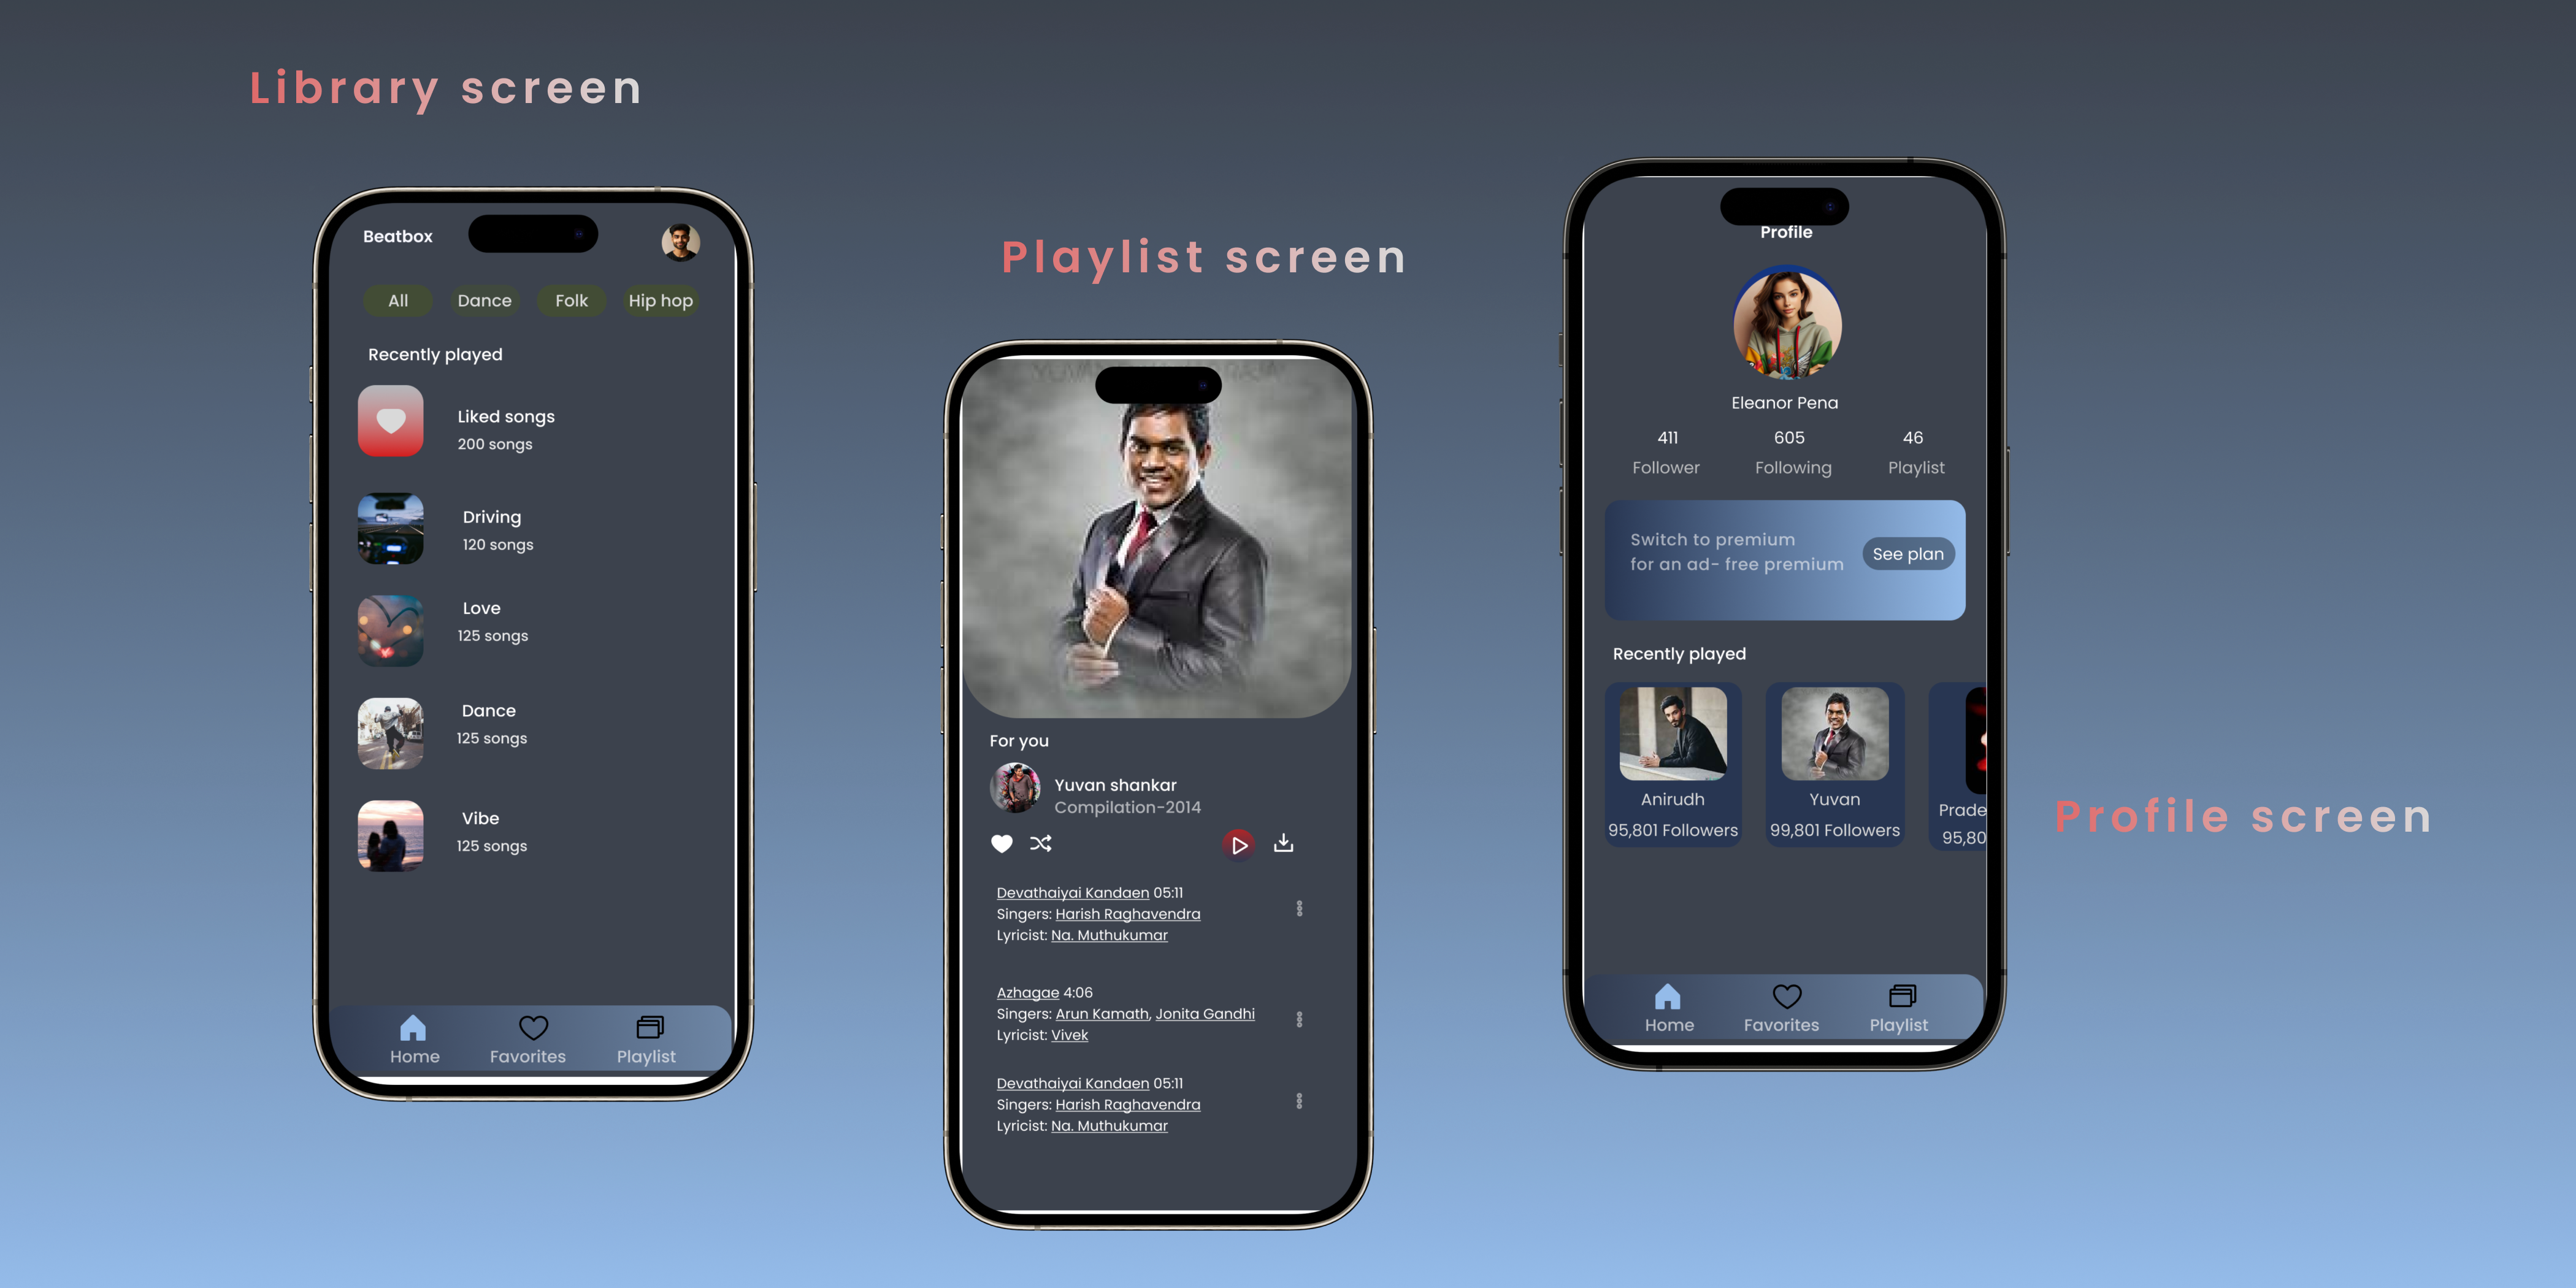 Library screen
Beatbox
All
Dance
Folk
Hip hop
Recently played
Liked songs
200 songs
Driving
120 songs
Love
125 songs
Dance
125 songs
Vibe
125 songs
Home
Favorites
Playlist
Playlist screen
For you
Yuvan shankar
Compilation-2014
Devathaiyai Kandaen 05:11
Singers: Harish Raghavendra
Lyricist: Na. Muthukumar
Azhagae 4:06
Singers: Arun Kamath, Jonita Gandhi
Lyricist: Vivek
Devathaiyai Kandaen 05:11
Singers: Harish Raghavendra
Lyricist: Na. Muthukumar
Profile
Eleanor Pena
411
605
46
Follower
Following
Playlist
Switch to premium
for an ad- free premium
See plan
Recently played
Anirudh
95,801 Followers
Yuvan
99,801 Followers
Prade
95,80
Home
Favorites
Playlist
Profile screen